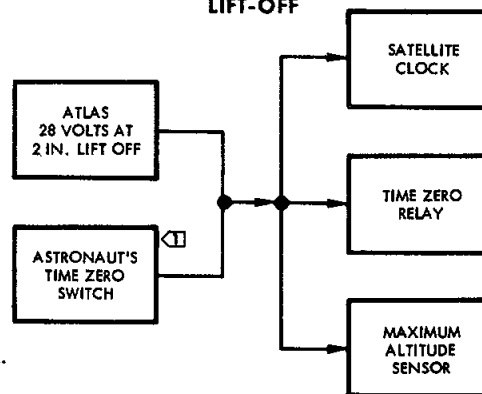 LIFT-OFF
ATLAS
28 VOLTS AT
2 IN. LIFT OFF
ASTRONAUT'S
TIME ZERO
SWITCH
1
SATELLITE
CLOCK
TIME ZERO
RELAY
MAXIMUM
ALTITUDE
SENSOR